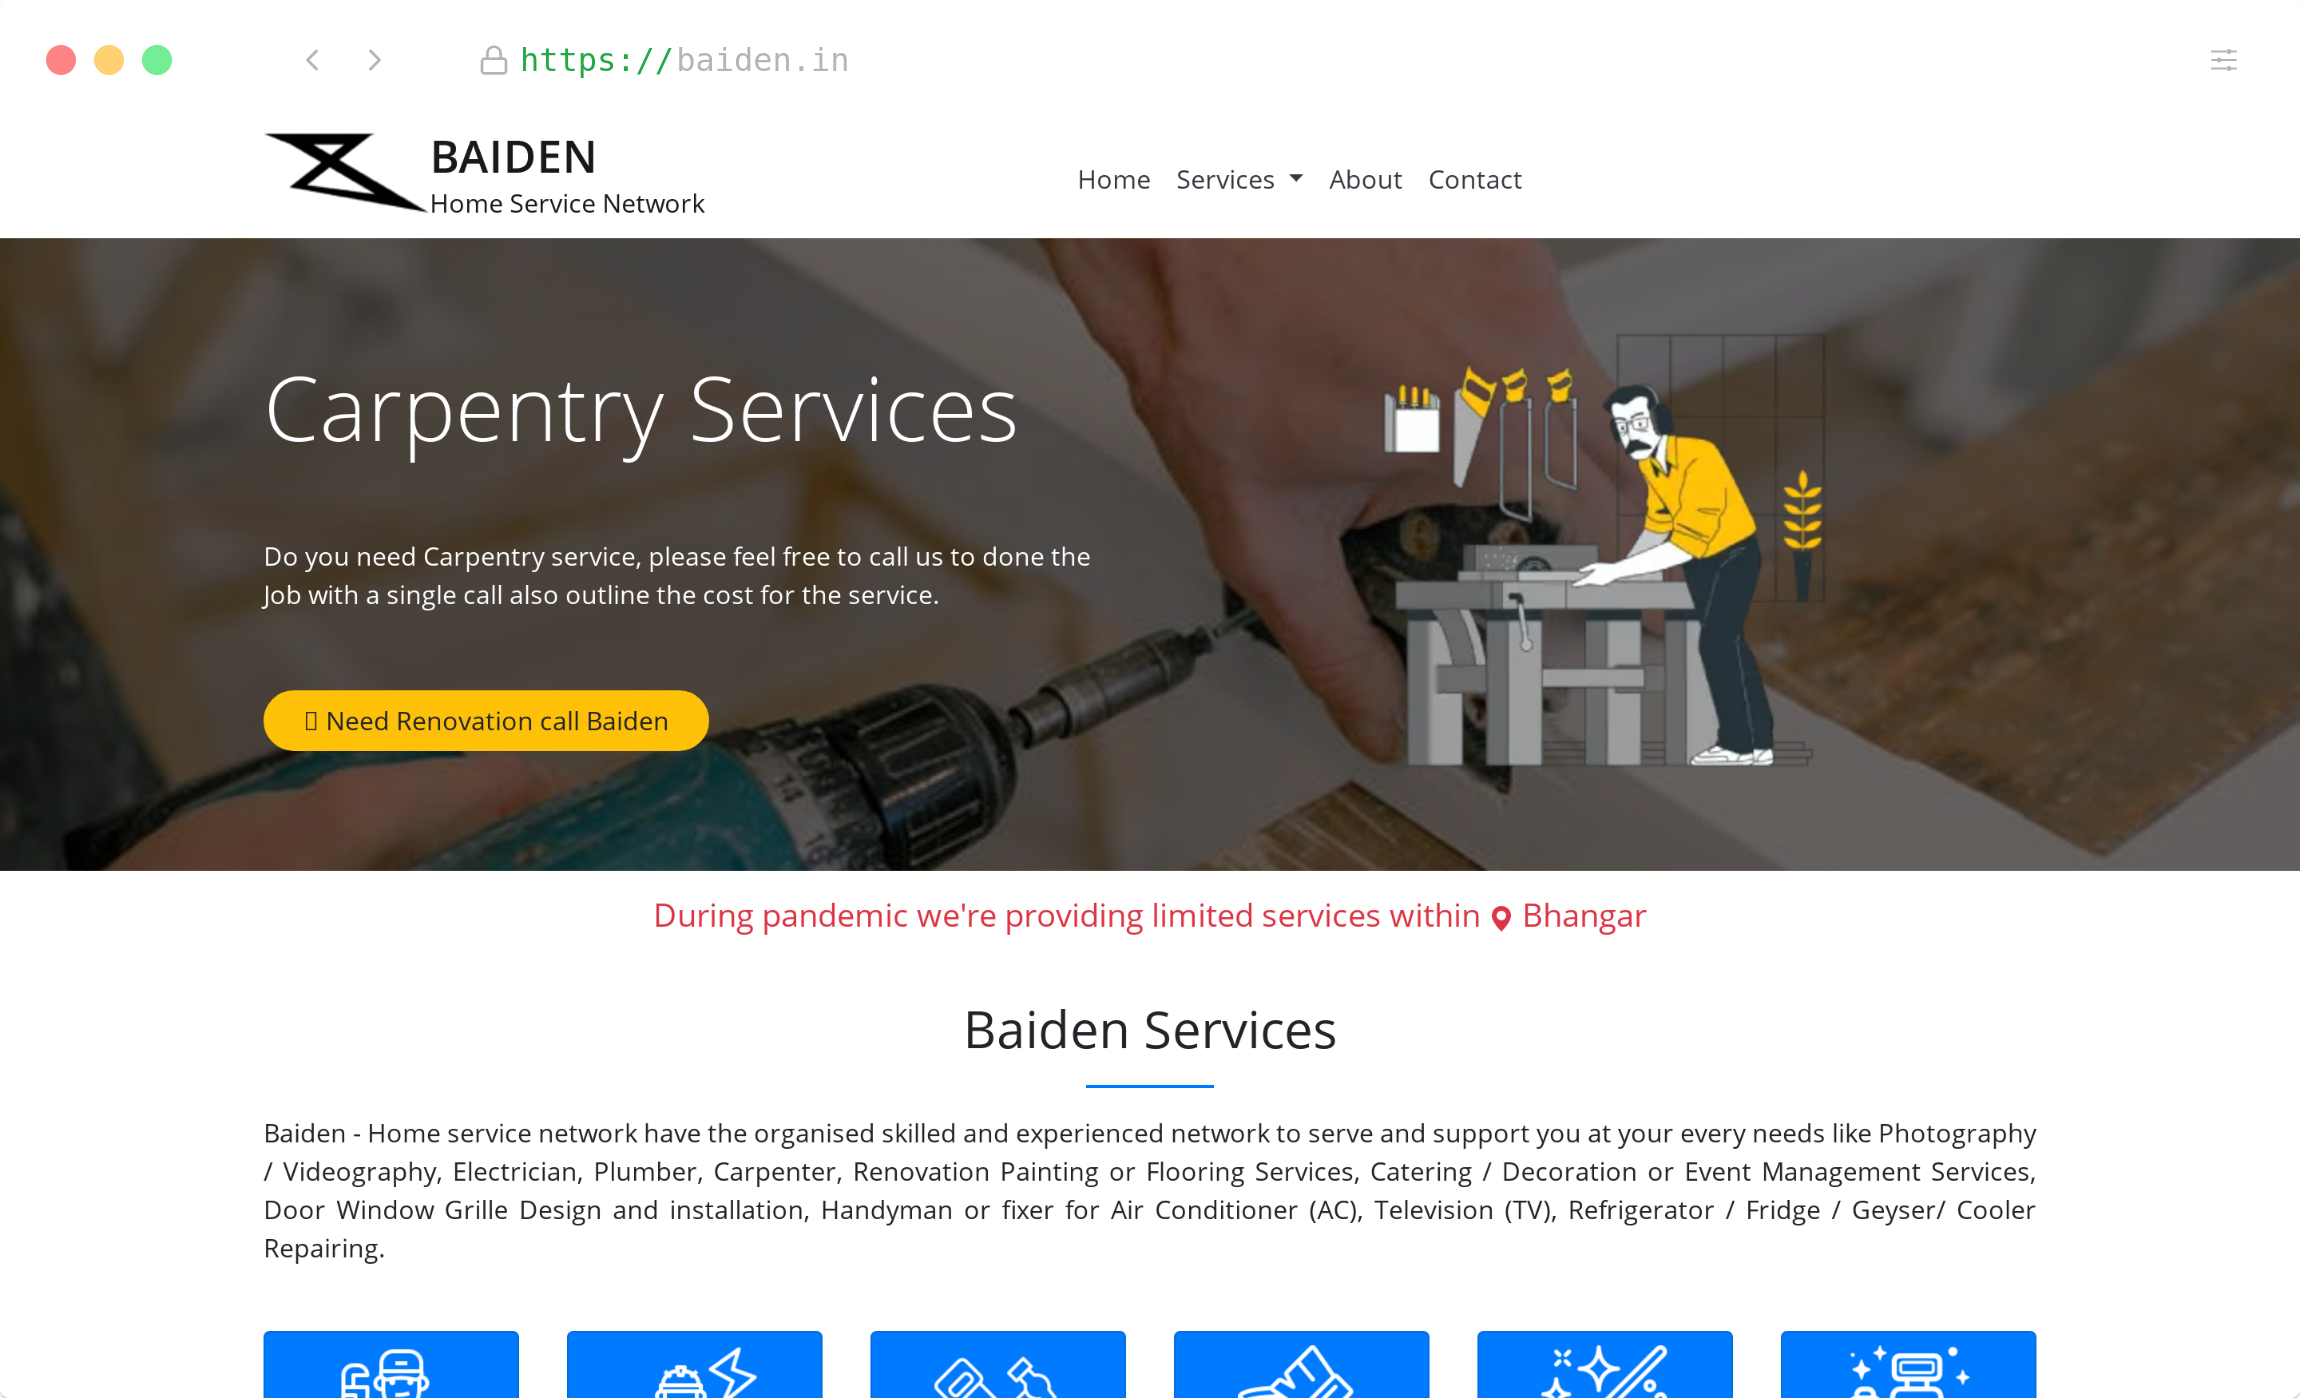 https://baiden.in
BAIDEN
Home Service Network
Home Services About Contact
Carpentry Services
Do you need Carpentry service, please feel free to call us to done the
Job with a single call also outline the cost for the service.
Need Renovation call Baiden
14
During pandemic we're providing limited services within Bhangar
Baiden Services
Baiden - Home service network have the organised skilled and experienced network to serve and support you at your every needs like Photography
/ Videography, Electrician, Plumber, Carpenter, Renovation Painting or Flooring Services, Catering / Decoration or Event Management Services,
Door Window Grille Design and installation, Handyman or fixer for Air Conditioner (AC), Television (TV), Refrigerator / Fridge / Geyser/ Cooler
Repairing.